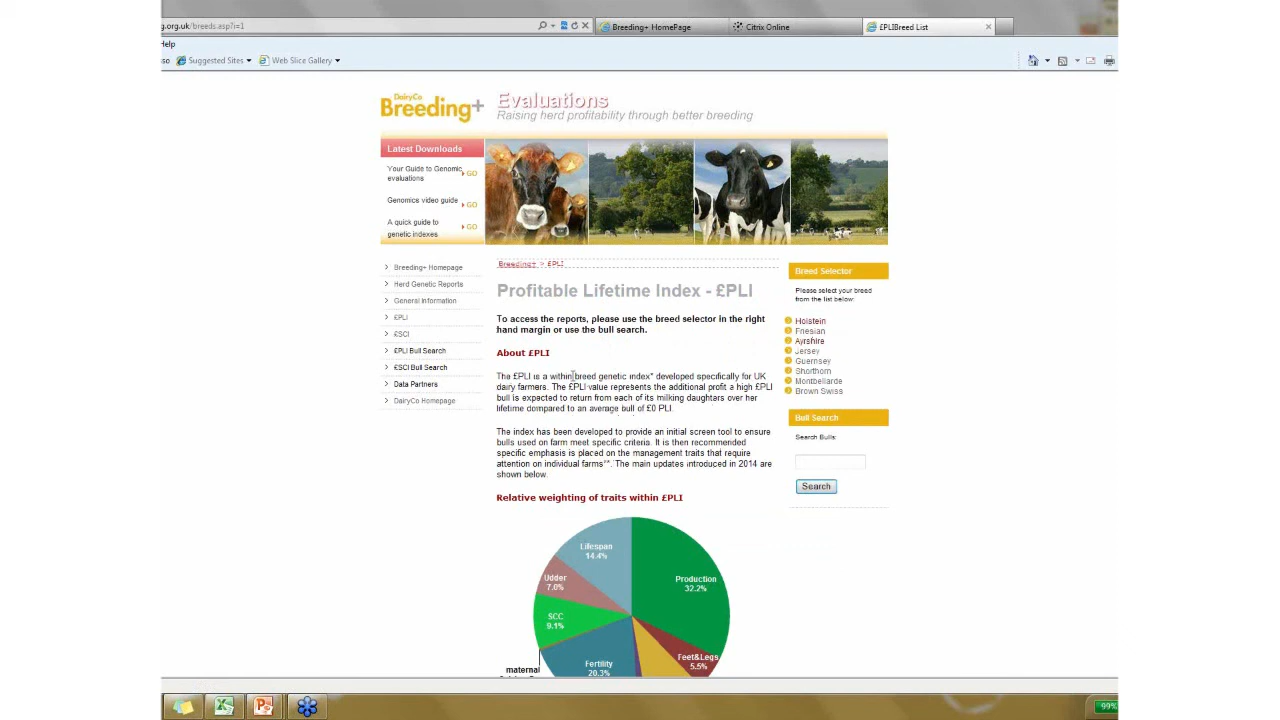 g.org.uk/breeds.asp?i=1
Breeding+ HomePage
Citrix Online
£PLIBreed List
Help
so
Suggested Sites
Web Slice Gallery
DairyCo
Breeding+
Evaluations
Raising herd profitability through better breeding
Latest Downloads
Your Guide to Genomic
evaluations
GO
Genomics video guide
GO
A quick guide to
genetic indexes
GO
Breeding+ Homepage
Herd Genetic Reports
General Information
£PLI
£SCI
£PLI Bull Search
£SCI Bull Search
Data Partners
DairyCo Homepage
Breeding+ > £PLI
Profitable Lifetime Index - £PLI
To access the reports, please use the breed selector in the right
hand margin or use the bull search.
About £PLI
The £PLI is a within breed genetic index* developed specifically for UK
dairy farmers. The £PLI value represents the additional profit a high £PLI
bull is expected to return from each of its milking daughters over her
lifetime compared to an average bull of £0 PLI.
The index has been developed to provide an initial screen tool to ensure
bulls used on farm meet specific criteria. It is then recommended
specific emphasis is placed on the management traits that require
attention on individual farms**. The main updates introduced in 2014 are
shown below.
Relative weighting of traits within £PLI
Lifespan
14.4%
Production
32.2%
Udder
7.0%
SCC
9.1%
Feet&Legs
5.5%
Fertility
20.3%
maternal
Breed Selector
Please select your breed
from the list below:
Holstein
Friesian
Ayrshire
Jersey
Guernsey
Shorthorn
Montbeliarde
Brown Swiss
Bull Search
Search Bulls:
Search
99%